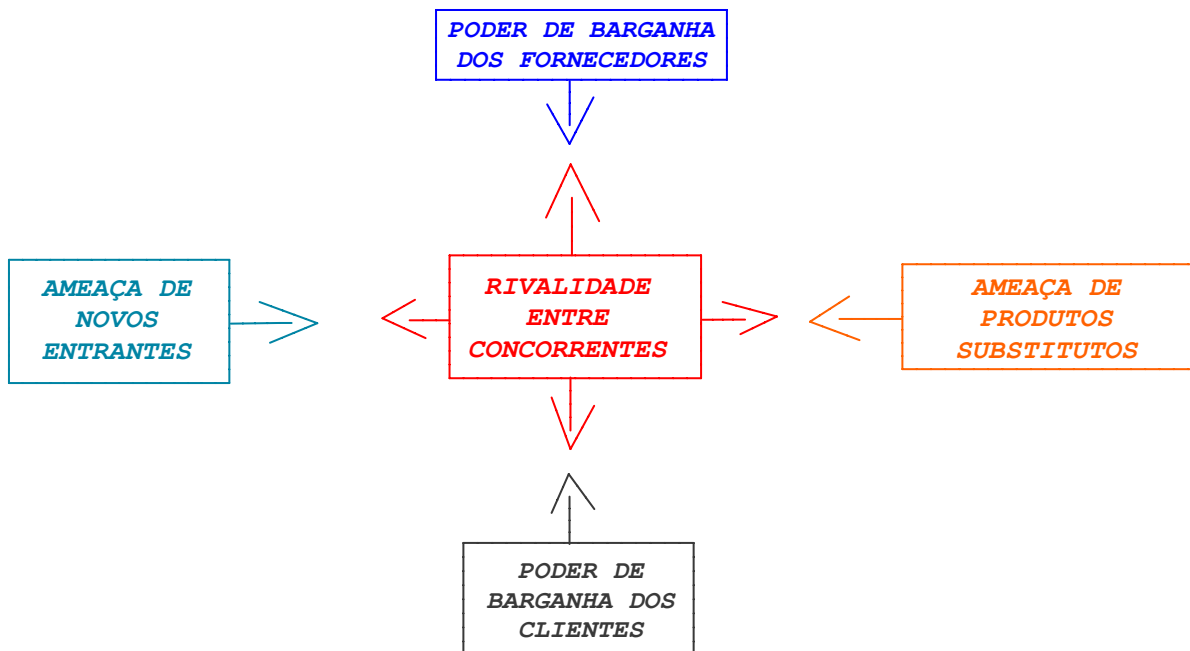 PODER DE BARGANHA
DOS FORNECEDORES
AMEAÇA DE
NOVOS
ENTRANTES
RIVALIDADE
ENTRE
CONCORRENTES
AMEAÇA DE
PRODUTOS
SUBSTITUTOS
PODER DE
BARGANHA DOS
CLIENTES